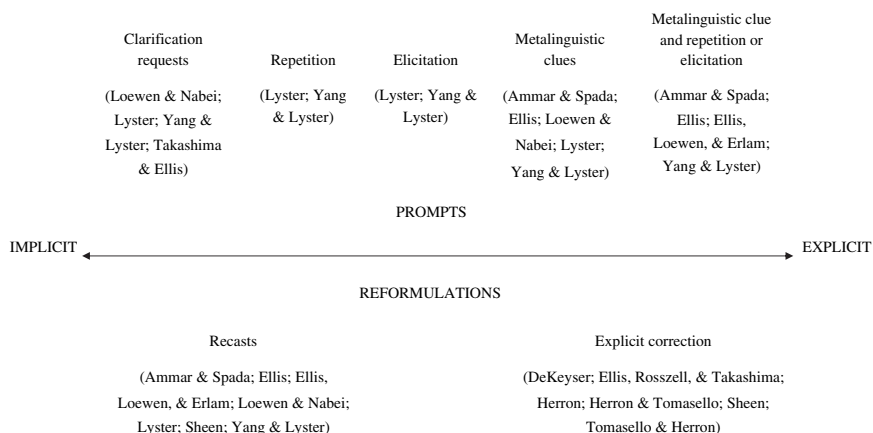 Clarification
requests
(Loewen & Nabei;
Lyster; Yang &
Lyster; Takashima
& Ellis)
Repetition
(Lyster; Yang
& Lyster)
Elicitation
(Lyster; Yang &
Lyster)
Metalinguistic
clues
(Ammar & Spada;
Ellis; Loewen &
Nabei; Lyster;
Yang & Lyster)
Metalinguistic clue
and repetition or
elicitation
(Ammar & Spada;
Ellis; Ellis,
Loewen, & Erlam;
Yang & Lyster)
PROMPTS
IMPLICIT
EXPLICIT
REFORMULATIONS
Recasts
(Ammar & Spada; Ellis; Ellis,
Loewen, & Erlam; Loewen & Nabei;
Lyster; Sheen; Yang & Lyster)
Explicit correction
(DeKeyser; Ellis, Rosszell, & Takashima;
Herron; Herron & Tomasello; Sheen;
Tomasello & Herron)